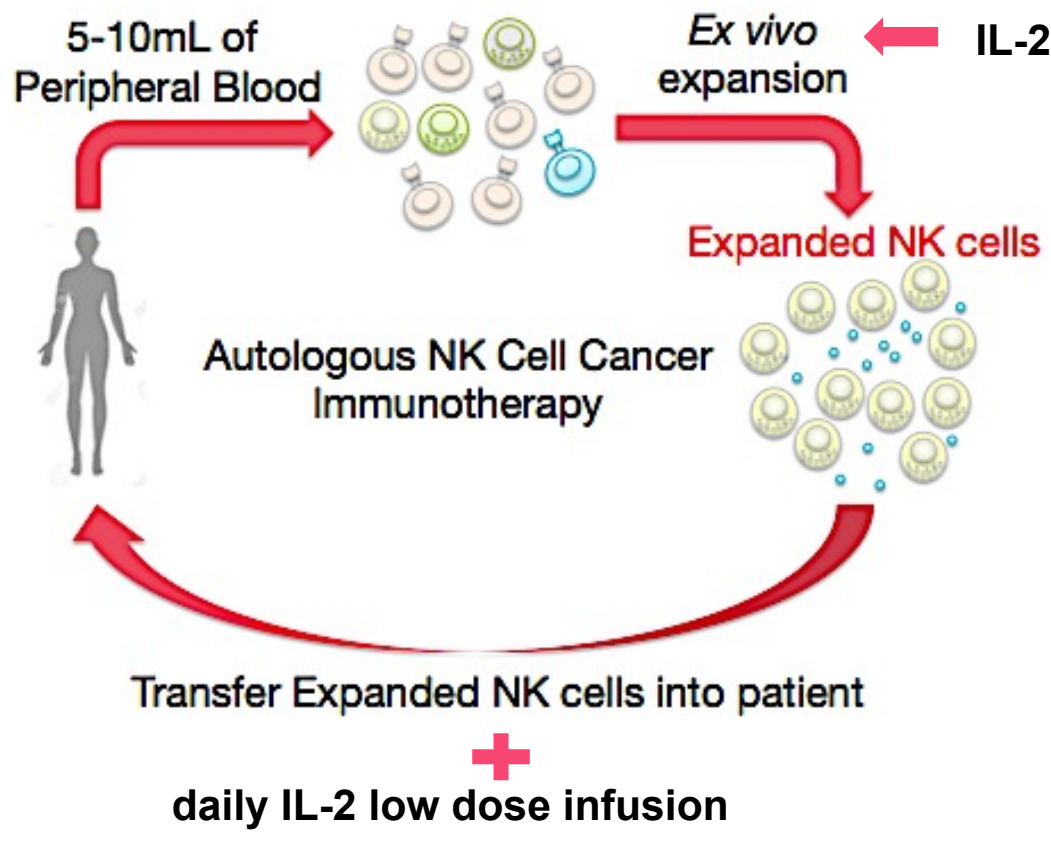 5-10mL of
Peripheral Blood
Ex vivo
expansion
IL-2
Expanded NK cells
Autologous NK Cell Cancer
Immunotherapy
Transfer Expanded NK cells into patient
daily IL-2 low dose infusion